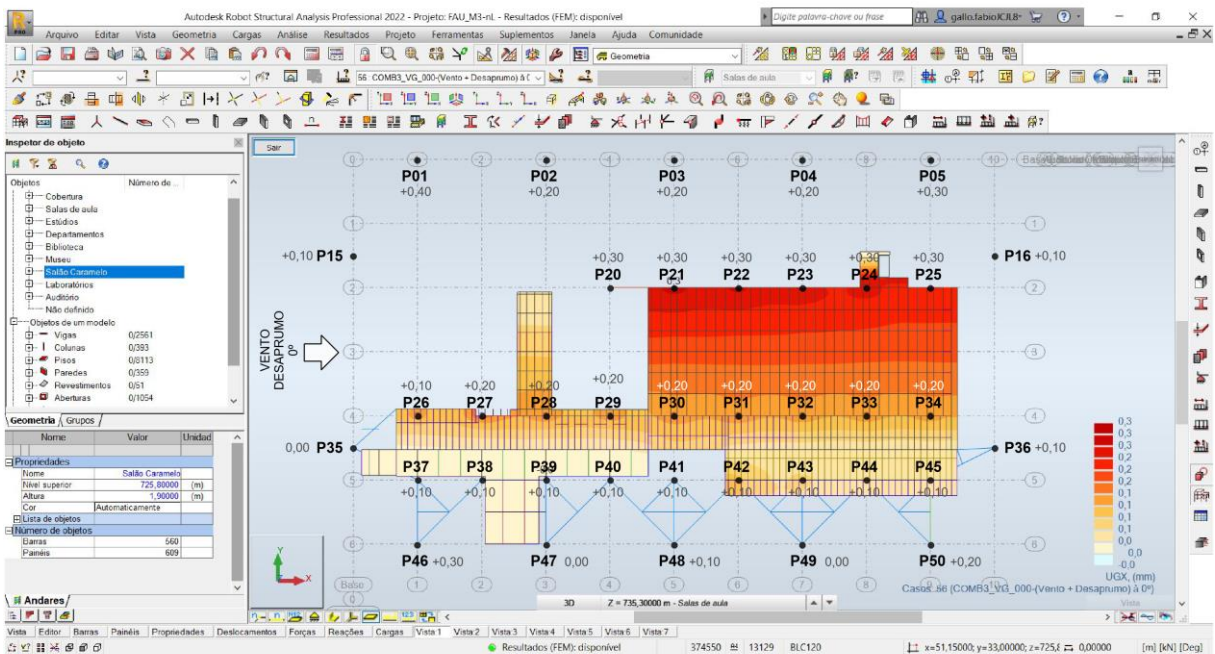 Autodesk Robot Structural Analysis Professional 2022 - Projeto: FAU_M3-nL - Resultados (FEM): disponível
Digite palavra-chave ou frase
gallo.fabioJCJL8
Arquivo Editar Vista Geometria Cargas Análise Resultados Projeto Ferramentas Suplementos Janela Ajuda Comunidade
Geometria
56 COMB3_VG_000-(Vento + Desaprumo) à (
Salas de aula
Inspetor de objeto
Objetos Número de ...
Cobertura
Salas de aula
Estúdios
Departamentos
Biblioteca
Museu
Salão Caramelo
Laboratórios
Auditório
Não definido
Objetos de um modelo
Vigas 0/2561
Colunas 0/393
Pisos 0/8113
Paredes 0/359
Revestimentos 0/51
Aberturas 0/1054
Geometria Grupos
Nome Valor Unidad
Propriedades
Nome Salão Caramelo
Nível superior 725,80000 (m)
Altura 1,90000 (m)
Cor Automaticamente
Lista de objetos
Número de objetos
Barras 560
Painéis 609
Andares
Sair
P01 P02 P03 P04 P05
+0,40 +0,20 +0,20 +0,20 +0,30
+0,10 P15 P16 +0,10
+0,30 +0,30 +0,30 +0,30 +0,30 +0,30
P20 P21 P22 P23 P24 P25
VENTO
DESAPRUMO
0º
+0,10 +0,20 +0,20 +0,20 +0,20 +0,20 +0,20 +0,20 +0,20
P26 P27 P28 P29 P30 P31 P32 P33 P34
0,00 P35 P36 +0,10
P37 P38 P39 P40 P41 P42 P43 P44 P45
+0,10 +0,10 +0,10 +0,10 +0,10 +0,10 +0,10 +0,10 +0,10
P46 +0,30 P47 0,00 P48 +0,10 P49 0,00 P50 +0,20
0,3
0,3
0,3
0,2
0,2
0,2
0,1
0,1
0,1
0,1
0,0
0,0
-0,0
UGX, (mm)
Casos: 56 (COMB3_VG_000-(Vento + Desaprumo) à 0º)
Y
Z X
3D Z = 735,30000 m - Salas de aula
Vista
Vista Editor Barras Painéis Propriedades Deslocamentos Forças Reações Cargas Vista 1 Vista 2 Vista 3 Vista 4 Vista 5 Vista 6 Vista 7
Resultados (FEM): disponível 374550 13129 BLC120 x=51,15000; y=33,00000; z=725,8 0,00000 [m] [kN] [Deg]